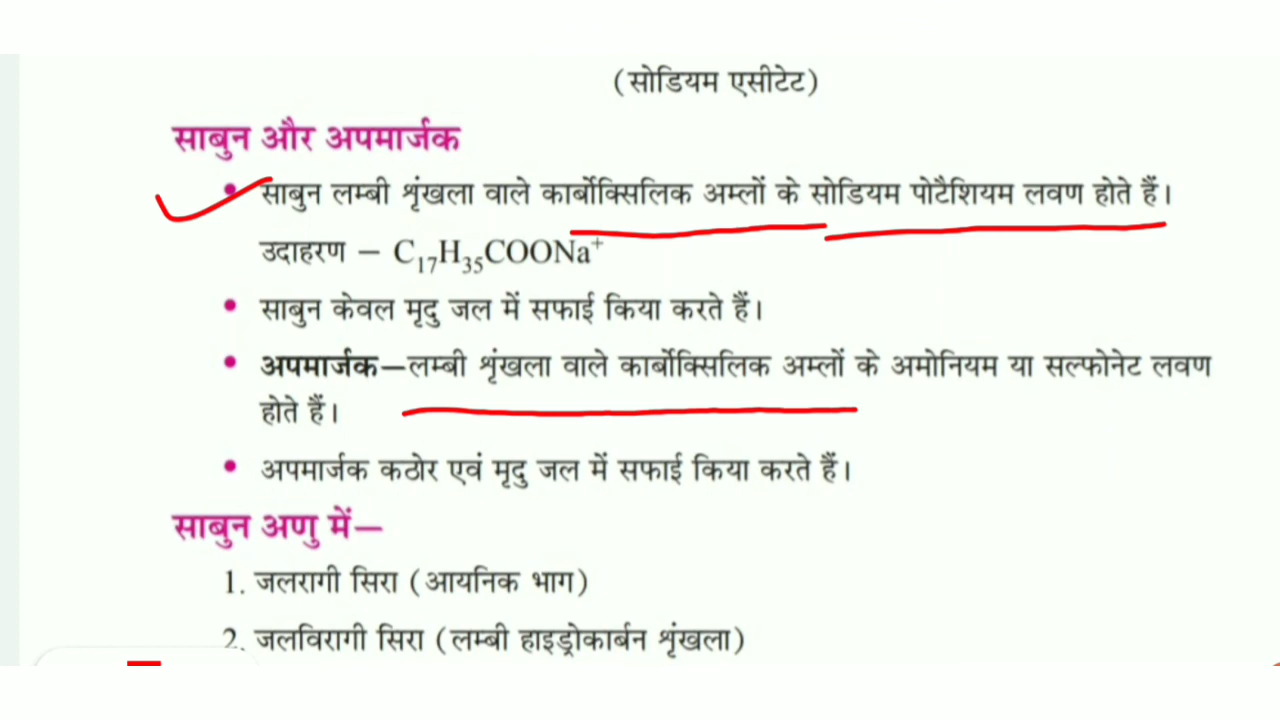 (सोडियम एसीटेट)
साबुन और अपमार्जक
• साबुन लम्बी शृंखला वाले कार्बोक्सिलिक अम्लों के सोडियम पोटैशियम लवण होते हैं।
उदाहरण – C₁₇H₃₅COONa⁺
• साबुन केवल मृदु जल में सफाई किया करते हैं।
• अपमार्जक–लम्बी शृंखला वाले कार्बोक्सिलिक अम्लों के अमोनियम या सल्फोनेट लवण
होते हैं।
• अपमार्जक कठोर एवं मृदु जल में सफाई किया करते हैं।
साबुन अणु में–
1. जलरागी सिरा (आयनिक भाग)
2. जलविरागी सिरा (लम्बी हाइड्रोकार्बन शृंखला)